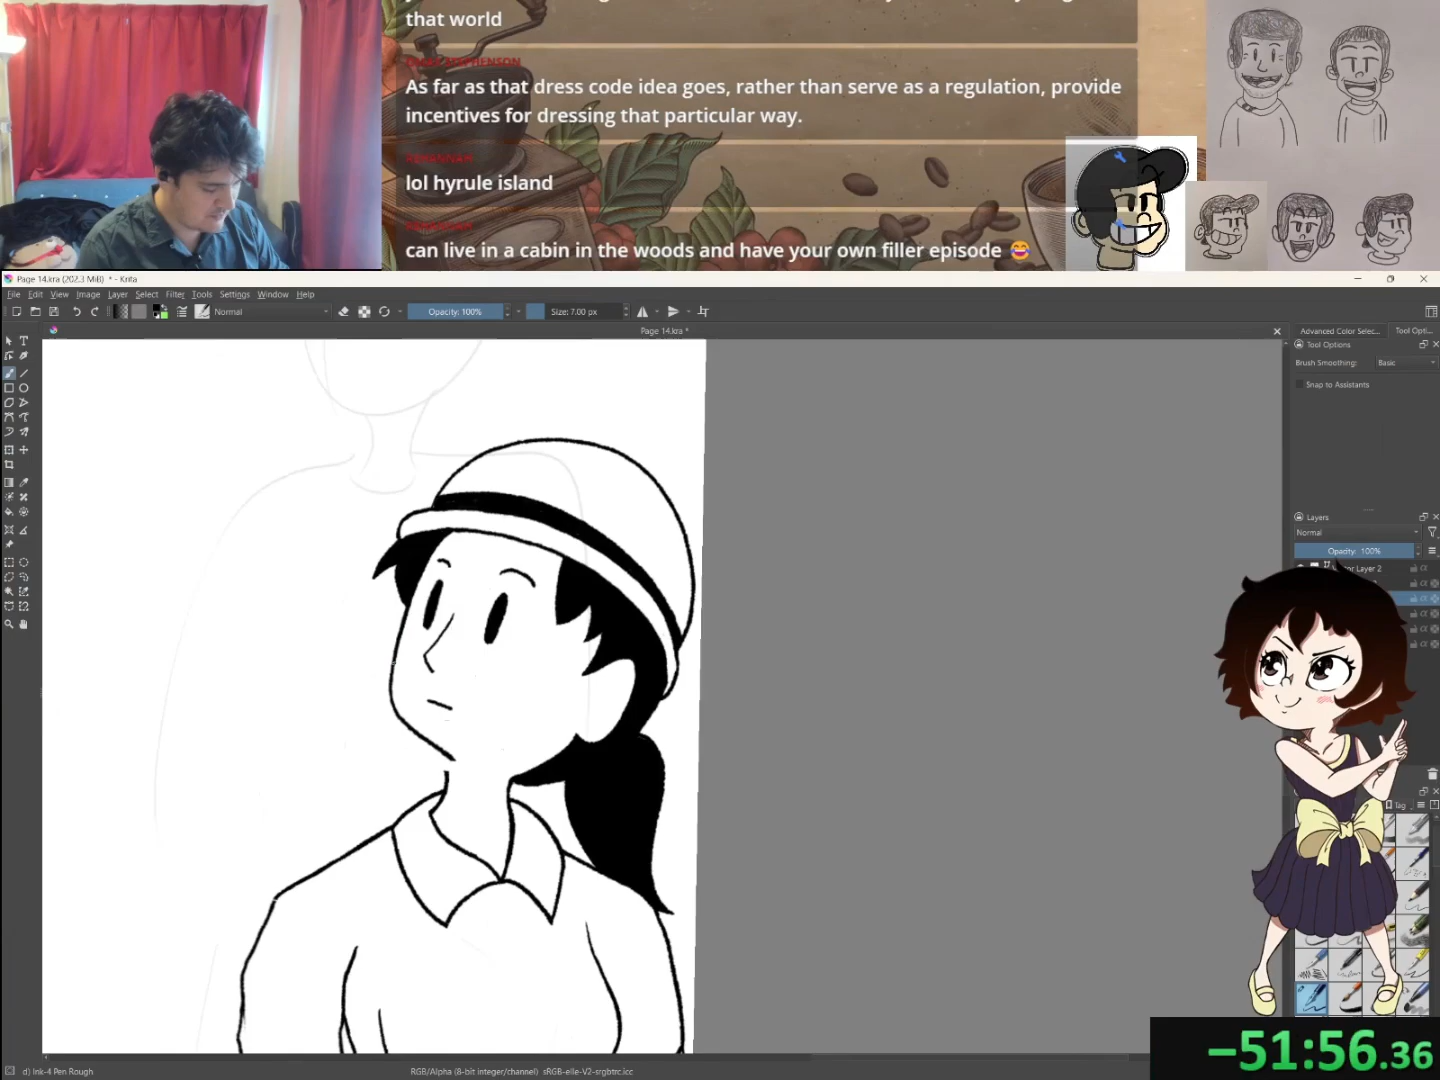 that world
As far as that dress code idea goes, rather than serve as a regulation, provide
incentives for dressing that particular way.
lol hyrule island
can live in a cabin in the woods and have your own filler episode 😂
Page 14.kra (202.3 MiB) * - Krita
File Edit View Image Layer Select Filter Tools Settings Window Help
Normal
Opacity: 100%
Size: 7.00 px
Page 14.kra *
Advanced Color Selec...
Tool Opti...
Tool Options
Brush Smoothing: Basic
Snap to Assistants
Layers
Normal
Opacity: 100%
Layer 2
Tag
d) Ink-4 Pen Rough
RGB/Alpha (8-bit integer/channel) sRGB-elle-V2-srgbtrc.icc
−51:56.36